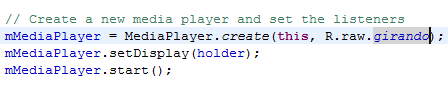 // Create a new media player and set the listeners
mMediaPlayer = MediaPlayer.create(this, R.raw.girando);
mMediaPlayer.setDisplay(holder);
mMediaPlayer.start();